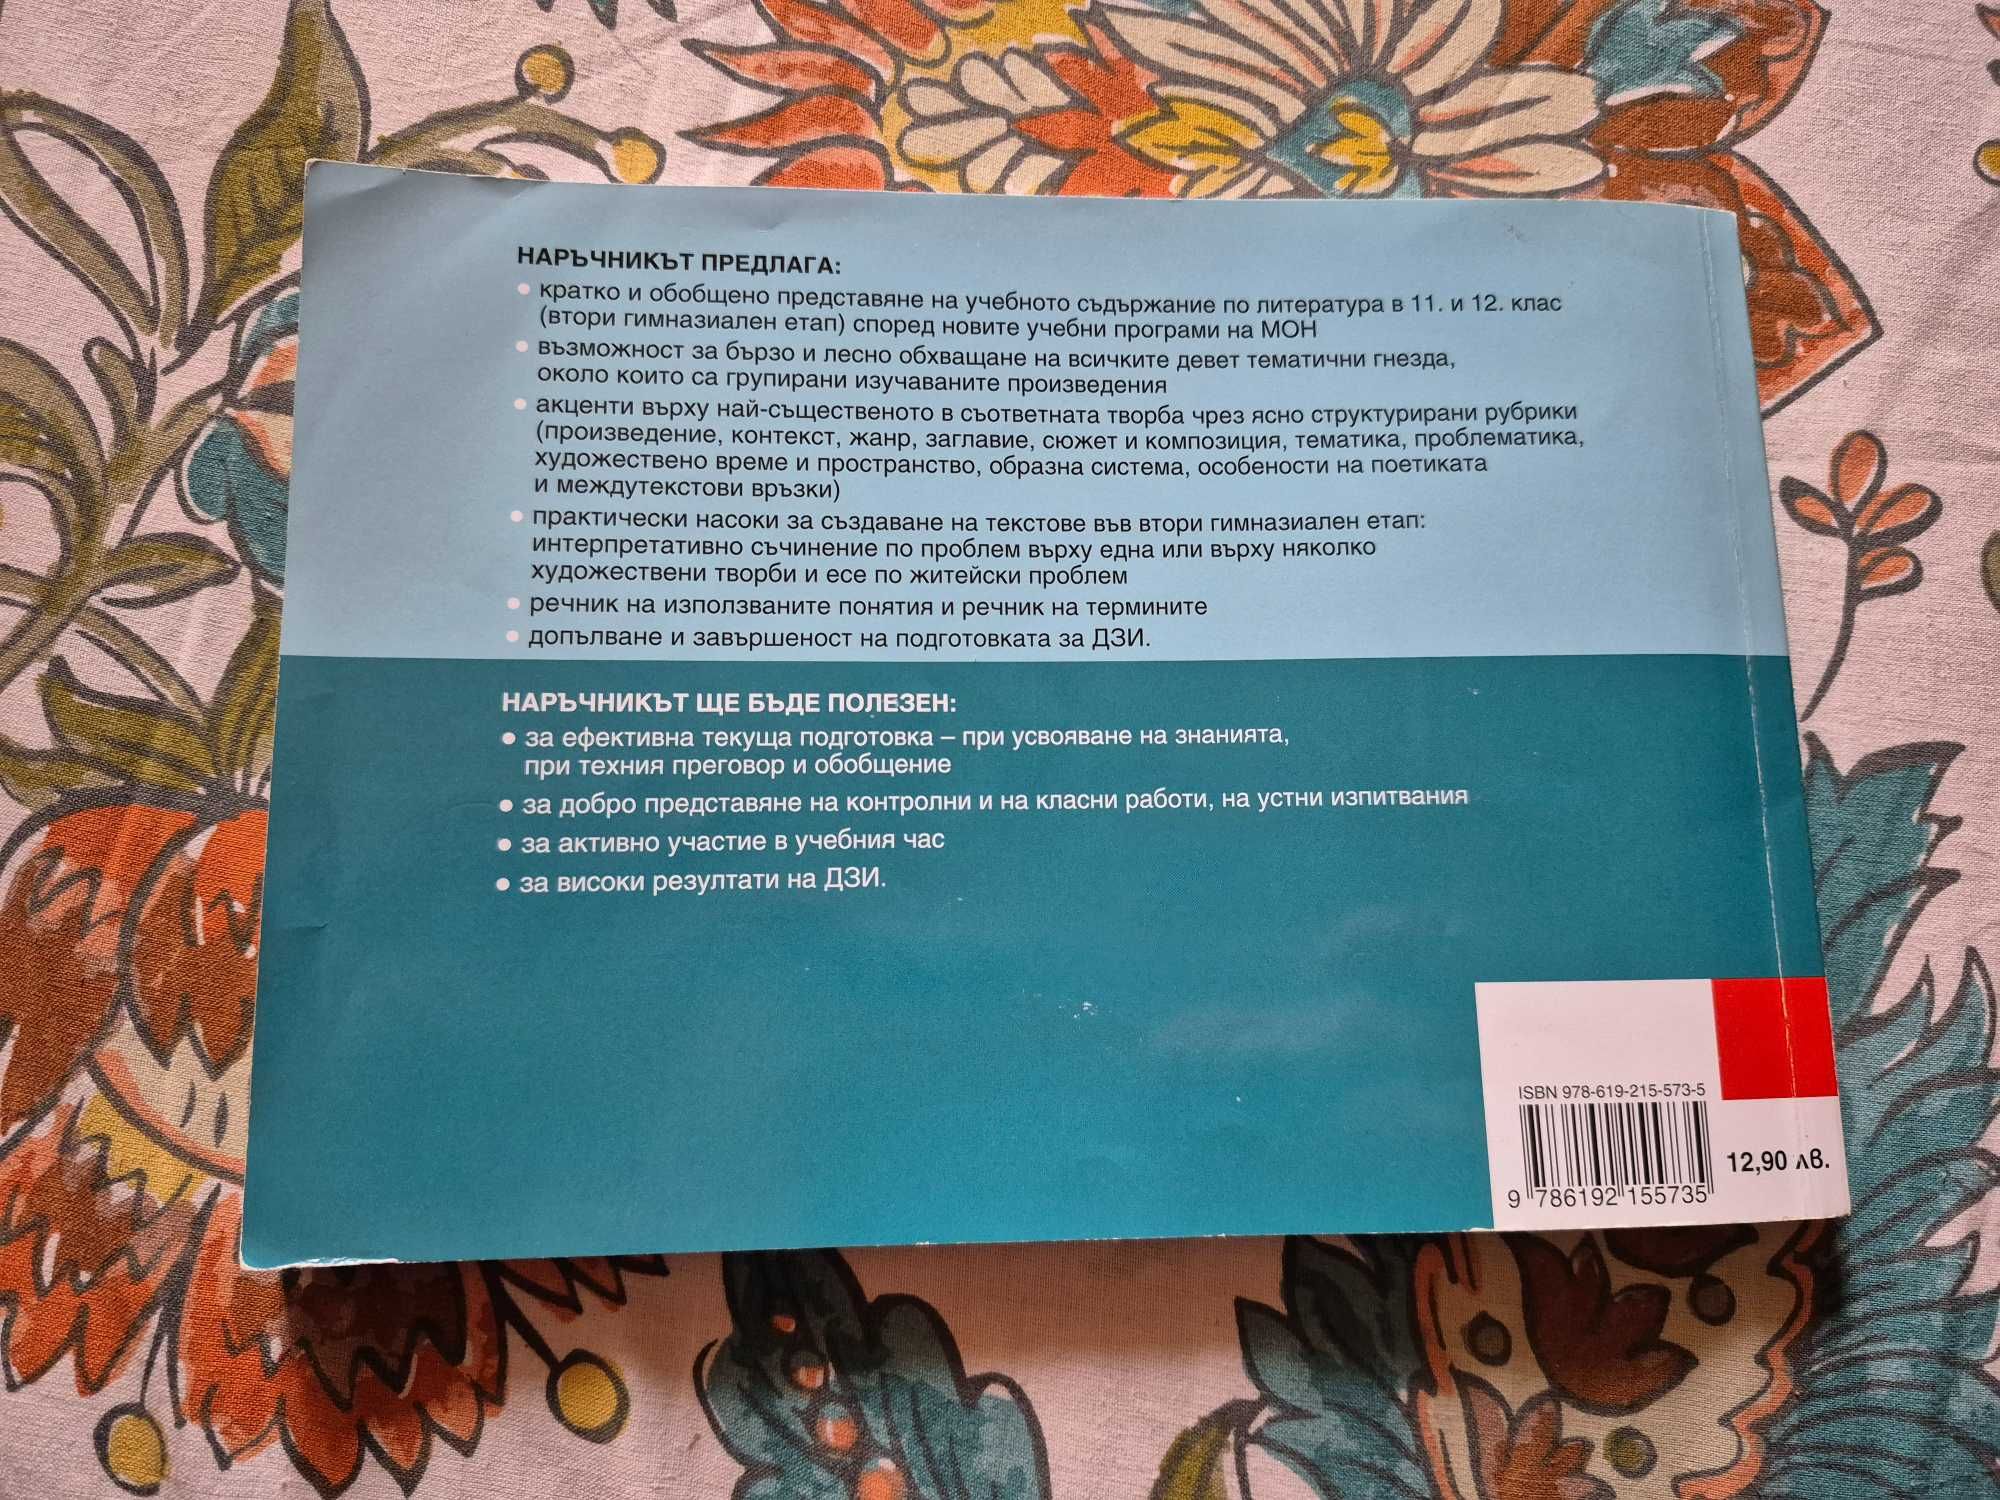 НАРЪЧНИКЪТ ПРЕДЛАГА:
• кратко и обобщено представяне на учебното съдържание по литература в 11. и 12. клас
(втори гимназиален етап) според новите учебни програми на МОН
• възможност за бързо и лесно обхващане на всичките девет тематични гнезда,
около които са групирани изучаваните произведения
• акценти върху най-същественото в съответната творба чрез ясно структурирани рубрики
(произведение, контекст, жанр, заглавие, сюжет и композиция, тематика, проблематика,
художествено време и пространство, образна система, особености на поетиката
и междутекстови връзки)
• практически насоки за създаване на текстове във втори гимназиален етап:
интерпретативно съчинение по проблем върху една или върху няколко
художествени творби и есе по житейски проблем
• речник на използваните понятия и речник на термините
• допълване и завършеност на подготовката за ДЗИ.
НАРЪЧНИКЪТ ЩЕ БЪДЕ ПОЛЕЗЕН:
• за ефективна текуща подготовка – при усвояване на знанията,
при техния преговор и обобщение
• за добро представяне на контролни и на класни работи, на устни изпитвания
• за активно участие в учебния час
• за високи резултати на ДЗИ.
ISBN 978-619-215-573-5
12,90 лв.
9 786192 155735